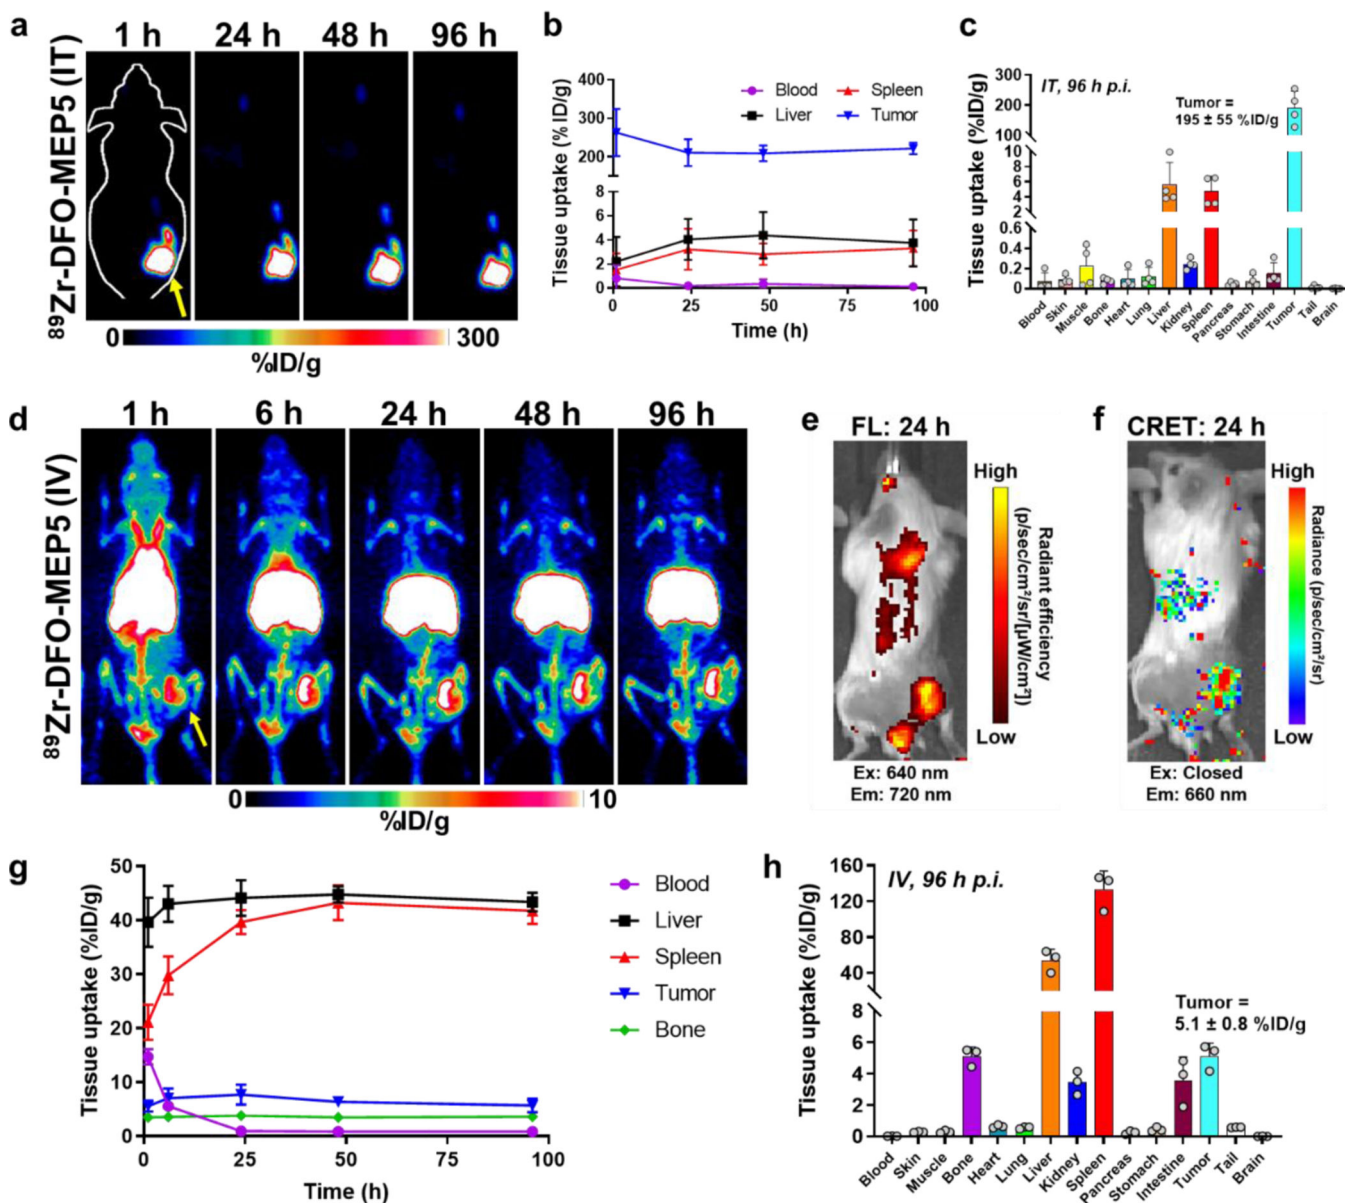 a
1 h 24 h 48 h 96 h
⁸⁹Zr-DFO-MEP5 (IT)
0 300
%ID/g
b
Tissue uptake (%ID/g)
400
300
200
8
6
4
2
0
Blood Spleen
Liver Tumor
0 25 50 75 100
Time (h)
c
Tissue uptake (%ID/g)
300
200
100
10
8
6
4
2
0.6
0.4
0.2
0
IT, 96 h p.i.
Tumor =
195 ± 55 %ID/g
Blood Skin Muscle Bone Heart Lung Liver Kidney Spleen Pancreas Stomach Intestine Tumor Tail Brain
d
1 h 6 h 24 h 48 h 96 h
⁸⁹Zr-DFO-MEP5 (IV)
0 10
%ID/g
e
FL: 24 h
High
Radiant efficiency
(p/sec/cm²/sr/[µW/cm²])
Low
Ex: 640 nm
Em: 720 nm
f
CRET: 24 h
High
Radiance (p/sec/cm²/sr)
Low
Ex: Closed
Em: 660 nm
g
Tissue uptake (%ID/g)
50
40
30
20
10
0
0 25 50 75 100
Time (h)
Blood
Liver
Spleen
Tumor
Bone
h
Tissue uptake (%ID/g)
160
120
80
40
8
6
4
2
0
IV, 96 h p.i.
Tumor =
5.1 ± 0.8 %ID/g
Blood Skin Muscle Bone Heart Lung Liver Kidney Spleen Pancreas Stomach Intestine Tumor Tail Brain